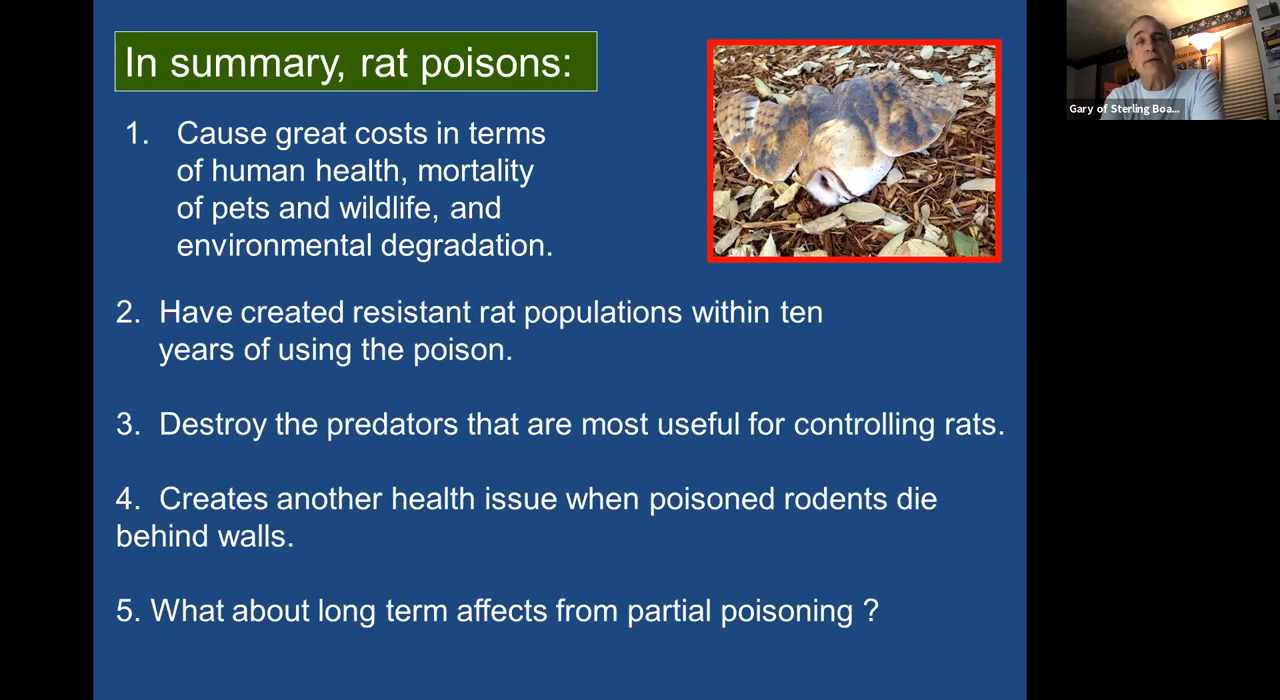 In summary, rat poisons:
1. Cause great costs in terms
of human health, mortality
of pets and wildlife, and
environmental degradation.
2. Have created resistant rat populations within ten
years of using the poison.
3. Destroy the predators that are most useful for controlling rats.
4. Creates another health issue when poisoned rodents die
behind walls.
5. What about long term affects from partial poisoning ?
Gary of Sterling Boa...